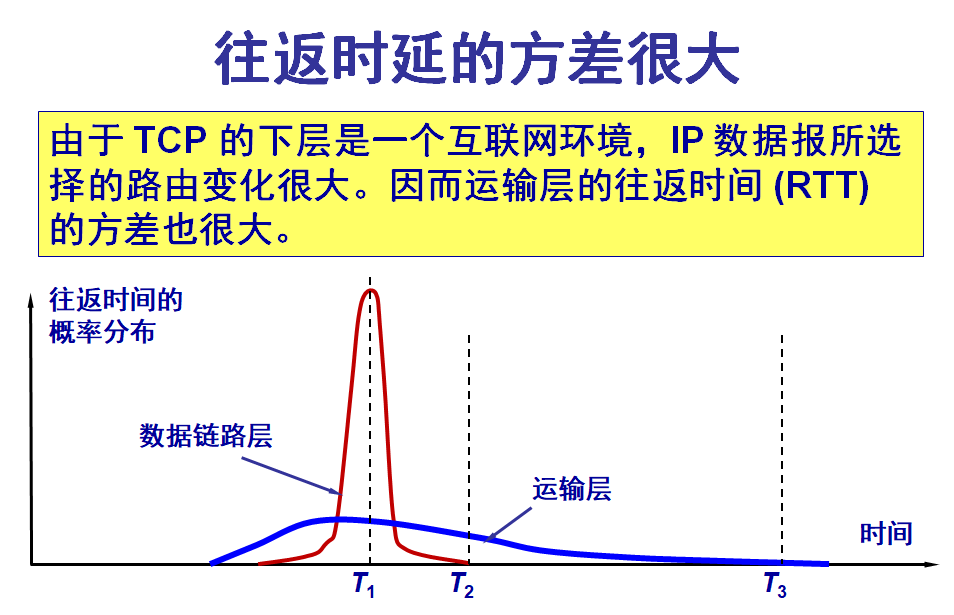 往返时延的方差很大
由于 TCP 的下层是一个互联网环境，IP 数据报所选
择的路由变化很大。因而运输层的往返时间 (RTT)
的方差也很大。
往返时间的
概率分布
数据链路层
运输层
时间
T1
T2
T3